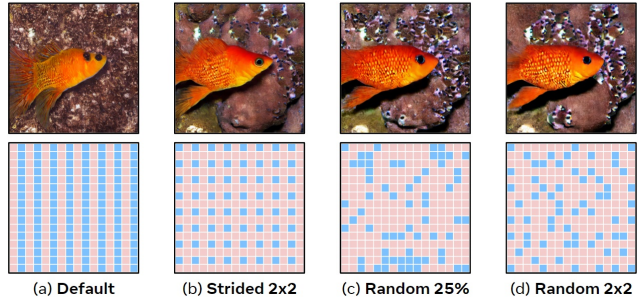 (a) Default
(b) Strided 2x2
(c) Random 25%
(d) Random 2x2